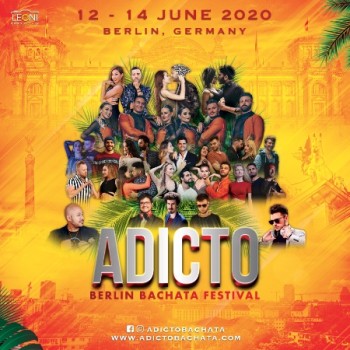 LEONI
12 - 14 JUNE 2020
BERLIN, GERMANY
ADICTO
BERLIN BACHATA FESTIVAL
@ADICTOBACHATA
WWW.ADICTOBACHATA.COM